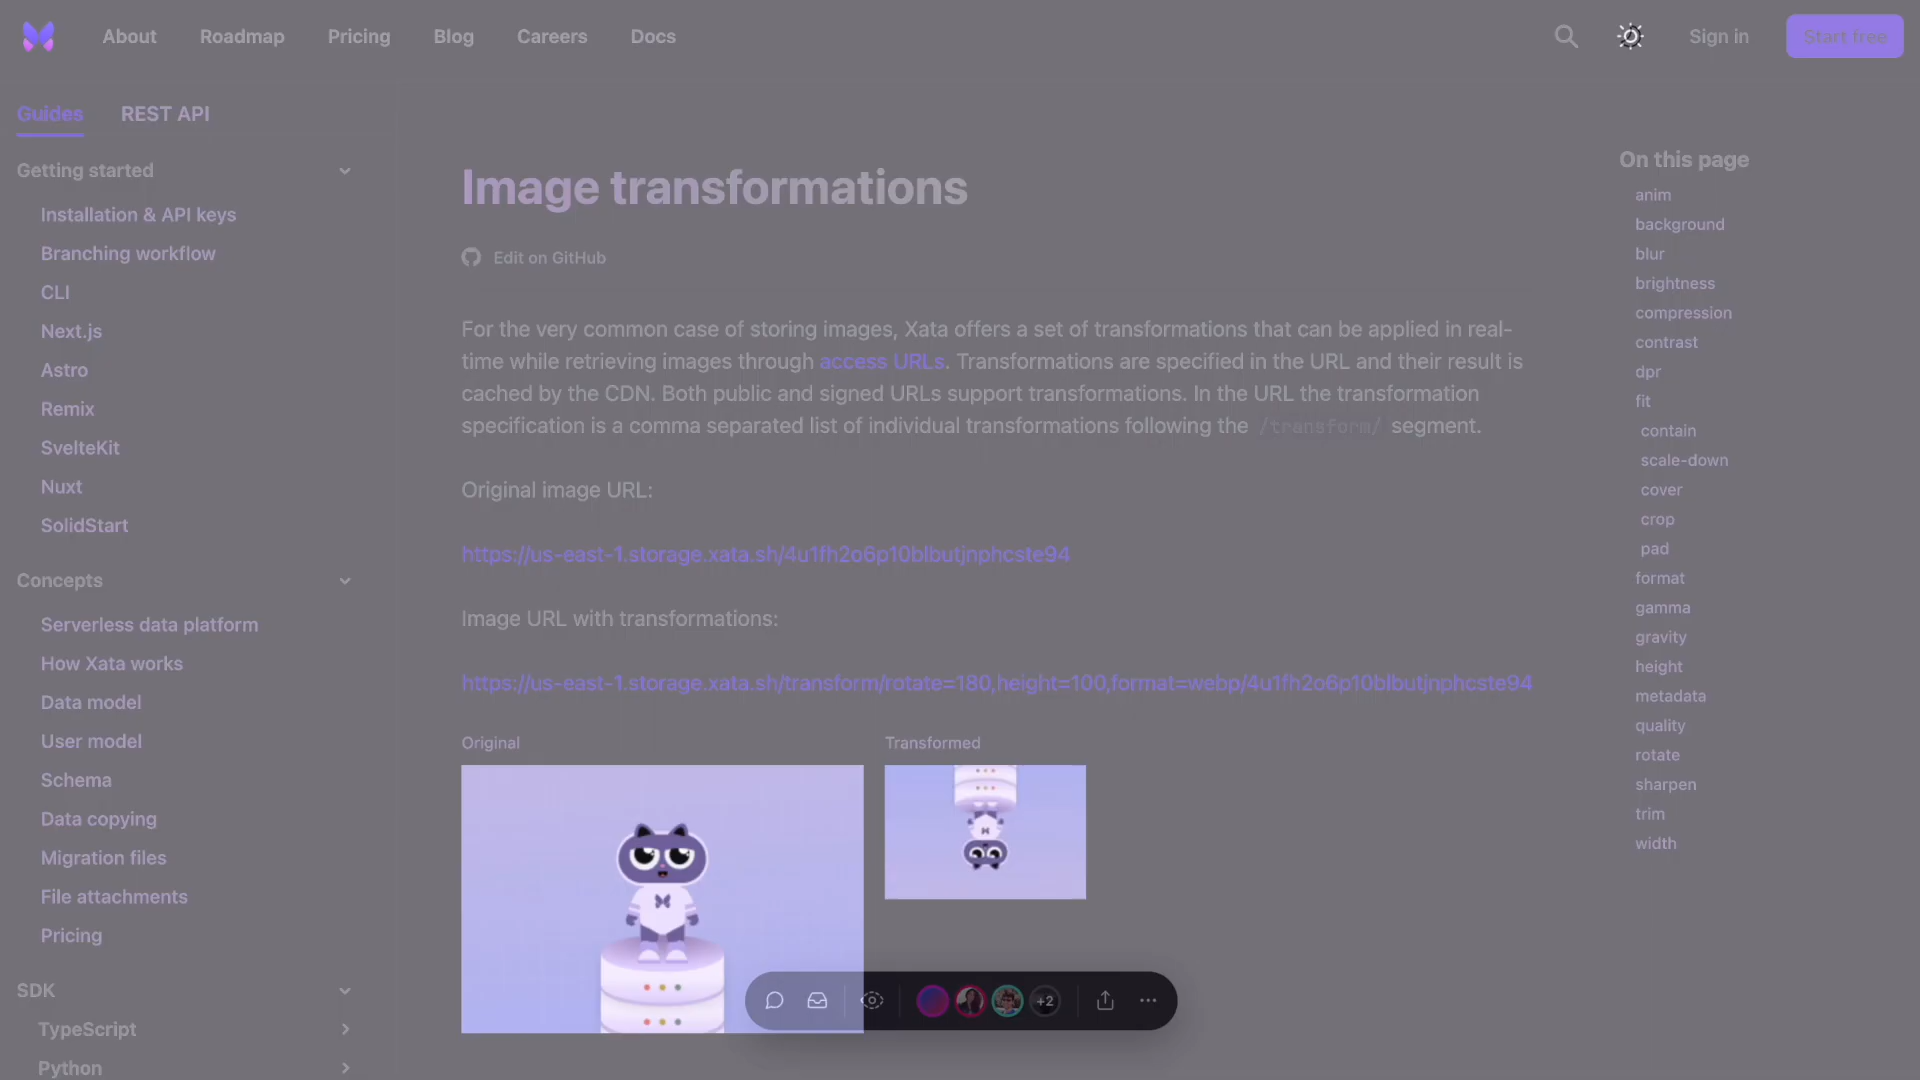 About
Roadmap
Pricing
Blog
Careers
Docs
Sign in
Start free
Guides
REST API
Getting started
Installation & API keys
Branching workflow
CLI
Next.js
Astro
Remix
SvelteKit
Nuxt
SolidStart
Concepts
Serverless data platform
How Xata works
Data model
User model
Schema
Data copying
Migration files
File attachments
Pricing
SDK
TypeScript
Python
Image transformations
Edit on GitHub
For the very common case of storing images, Xata offers a set of transformations that can be applied in real-
time while retrieving images through access URLs. Transformations are specified in the URL and their result is
cached by the CDN. Both public and signed URLs support transformations. In the URL the transformation
specification is a comma separated list of individual transformations following the /transform/ segment.
Original image URL:
https://us-east-1.storage.xata.sh/4u1fh2o6p10blbutjnphcste94
Image URL with transformations:
https://us-east-1.storage.xata.sh/transform/rotate=180,height=100,format=webp/4u1fh2o6p10blbutjnphcste94
Original
Transformed
+2
On this page
anim
background
blur
brightness
compression
contrast
dpr
fit
contain
scale-down
cover
crop
pad
format
gamma
gravity
height
metadata
quality
rotate
sharpen
trim
width